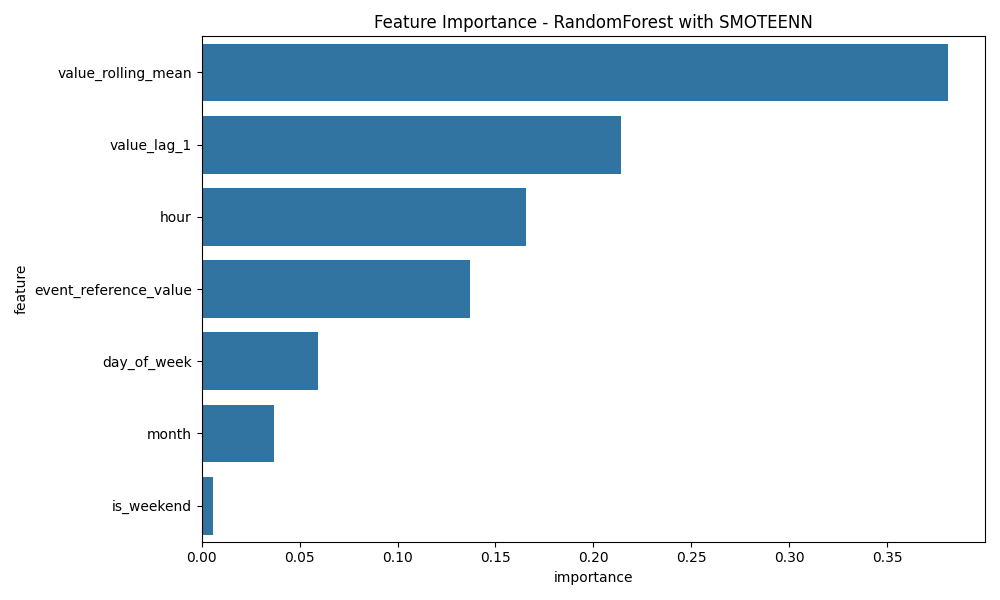 Feature Importance - RandomForest with SMOTEENN
feature
value_rolling_mean
value_lag_1
hour
event_reference_value
day_of_week
month
is_weekend
0.00 0.05 0.10 0.15 0.20 0.25 0.30 0.35
importance